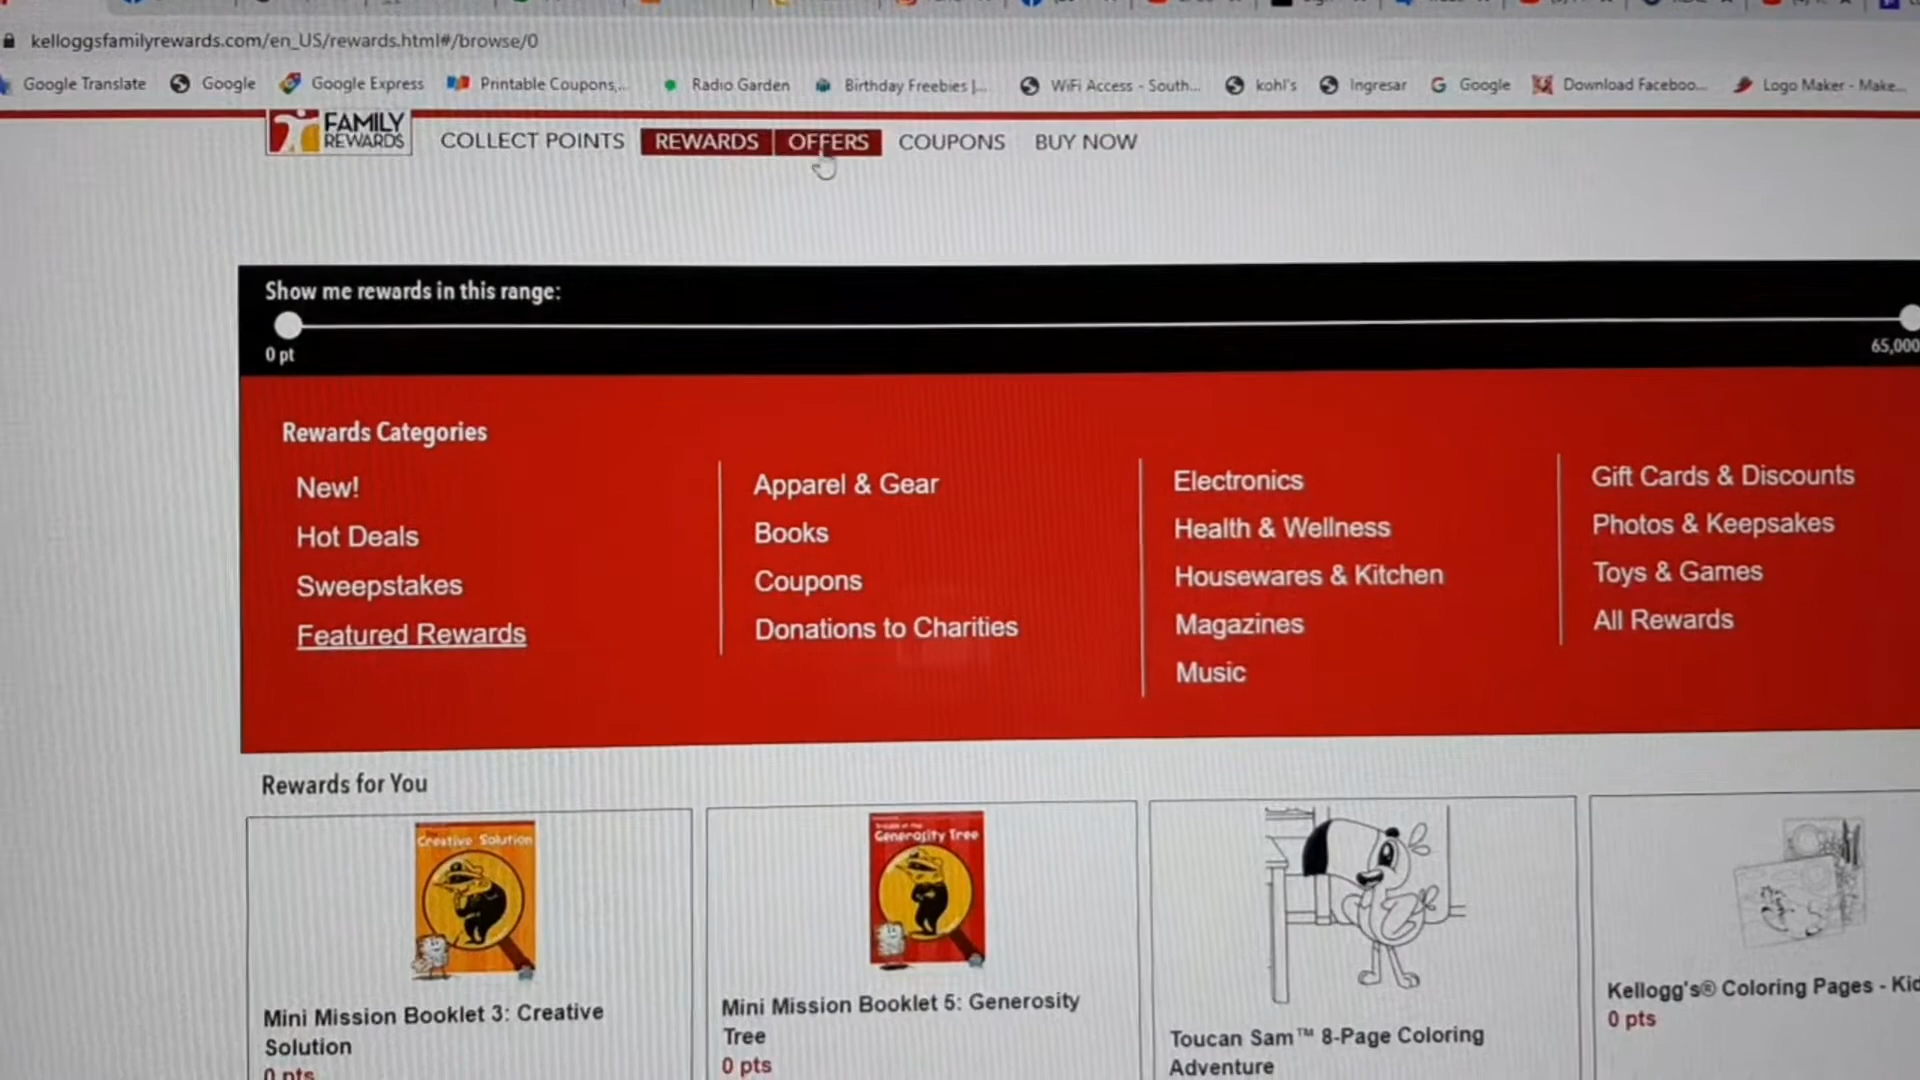 kelloggsfamilyrewards.com/en_US/rewards.html#/browse/0
Google Translate Google Google Express Printable Coupons,... Radio Garden Birthday Freebies |... WiFi Access - South... kohl's Ingresar Google Download Faceboo... Logo Maker - Make...
FAMILY
REWARDS
COLLECT POINTS REWARDS OFFERS COUPONS BUY NOW
Show me rewards in this range:
0 pt 65,000
Rewards Categories
New!
Hot Deals
Sweepstakes
Featured Rewards
Apparel & Gear
Books
Coupons
Donations to Charities
Electronics
Health & Wellness
Housewares & Kitchen
Magazines
Music
Gift Cards & Discounts
Photos & Keepsakes
Toys & Games
All Rewards
Rewards for You
Creative Solution
Mini Mission Booklet 3: Creative
Solution
0 pts
Generosity Tree
Mini Mission Booklet 5: Generosity
Tree
0 pts
Toucan Sam™ 8-Page Coloring
Adventure
Kellogg's® Coloring Pages - Kid
0 pts